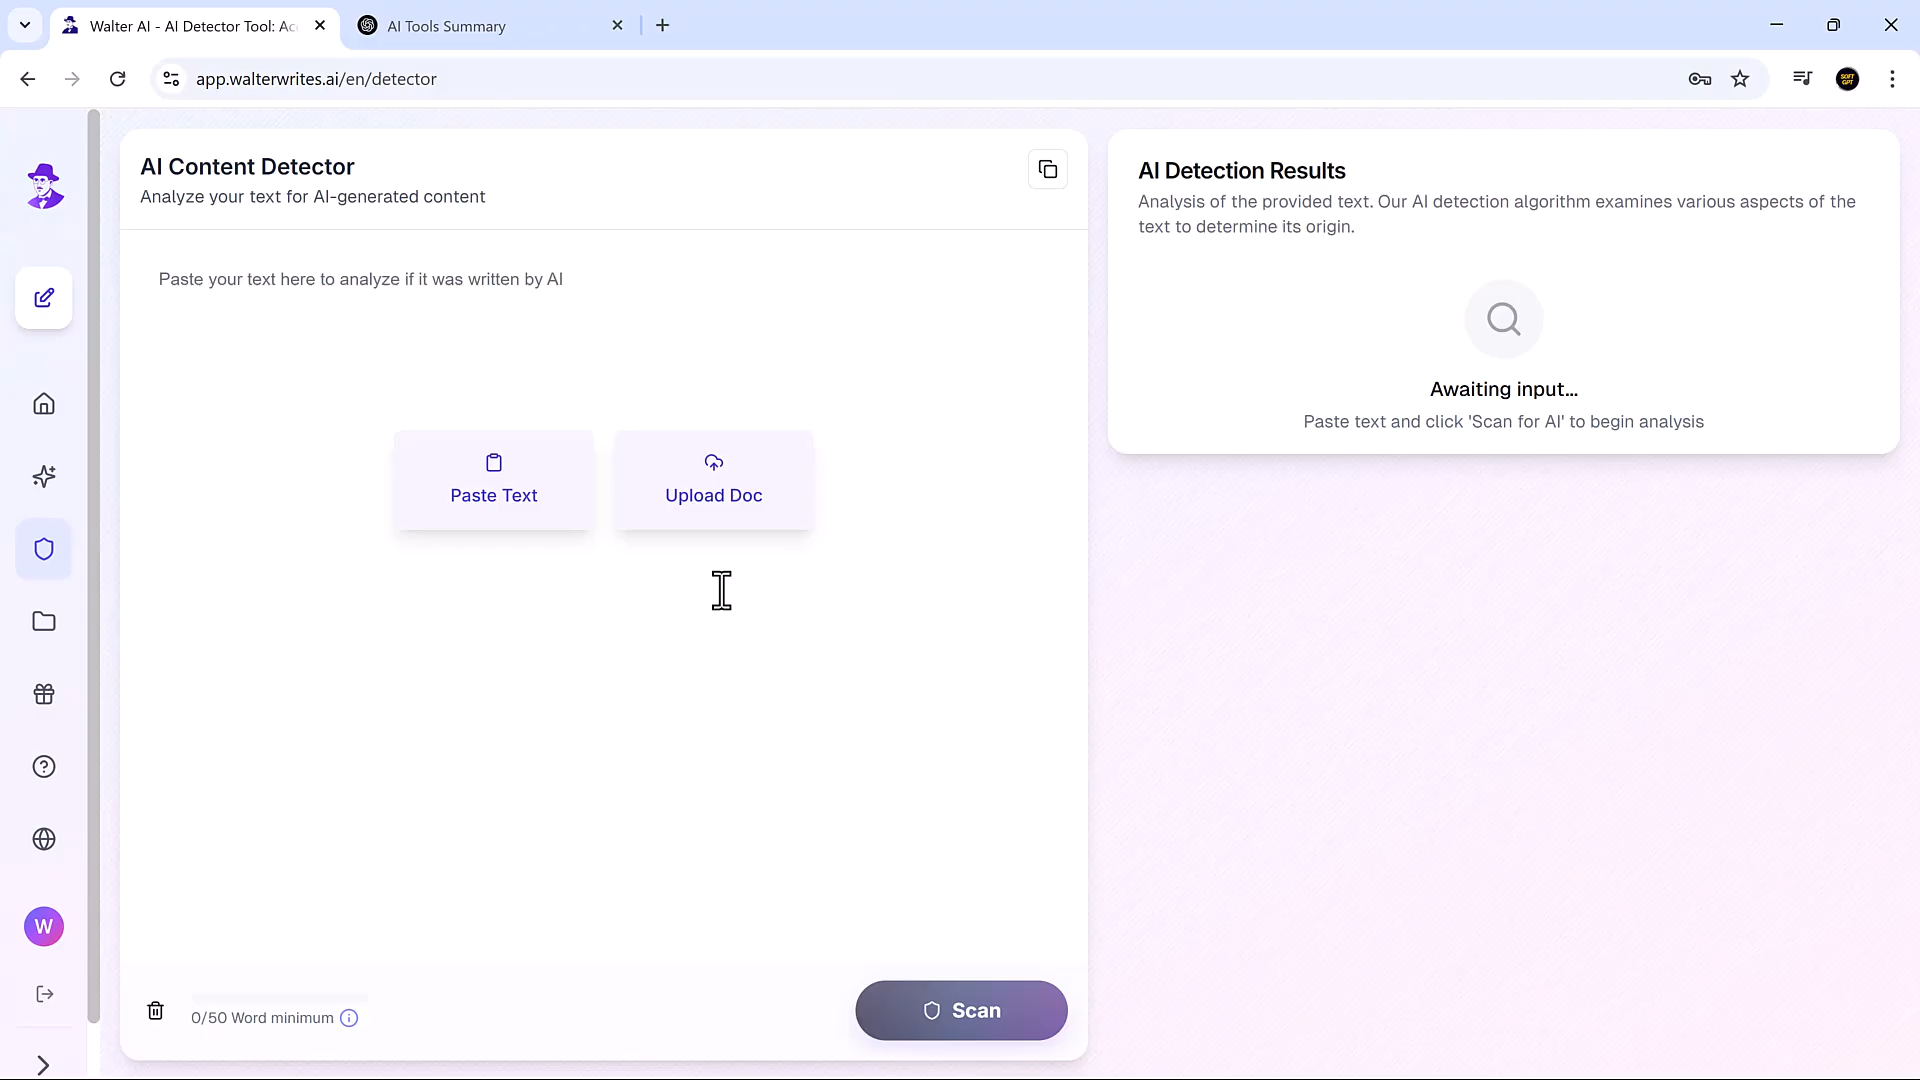 Walter AI - AI Detector Tool: Ac
AI Tools Summary
app.walterwrites.ai/en/detector
SOFT
GPT
AI Content Detector
Analyze your text for AI-generated content
Paste your text here to analyze if it was written by AI
Paste Text
Upload Doc
0/50 Word minimum
Scan
W
AI Detection Results
Analysis of the provided text. Our AI detection algorithm examines various aspects of the
text to determine its origin.
Awaiting input...
Paste text and click 'Scan for AI' to begin analysis